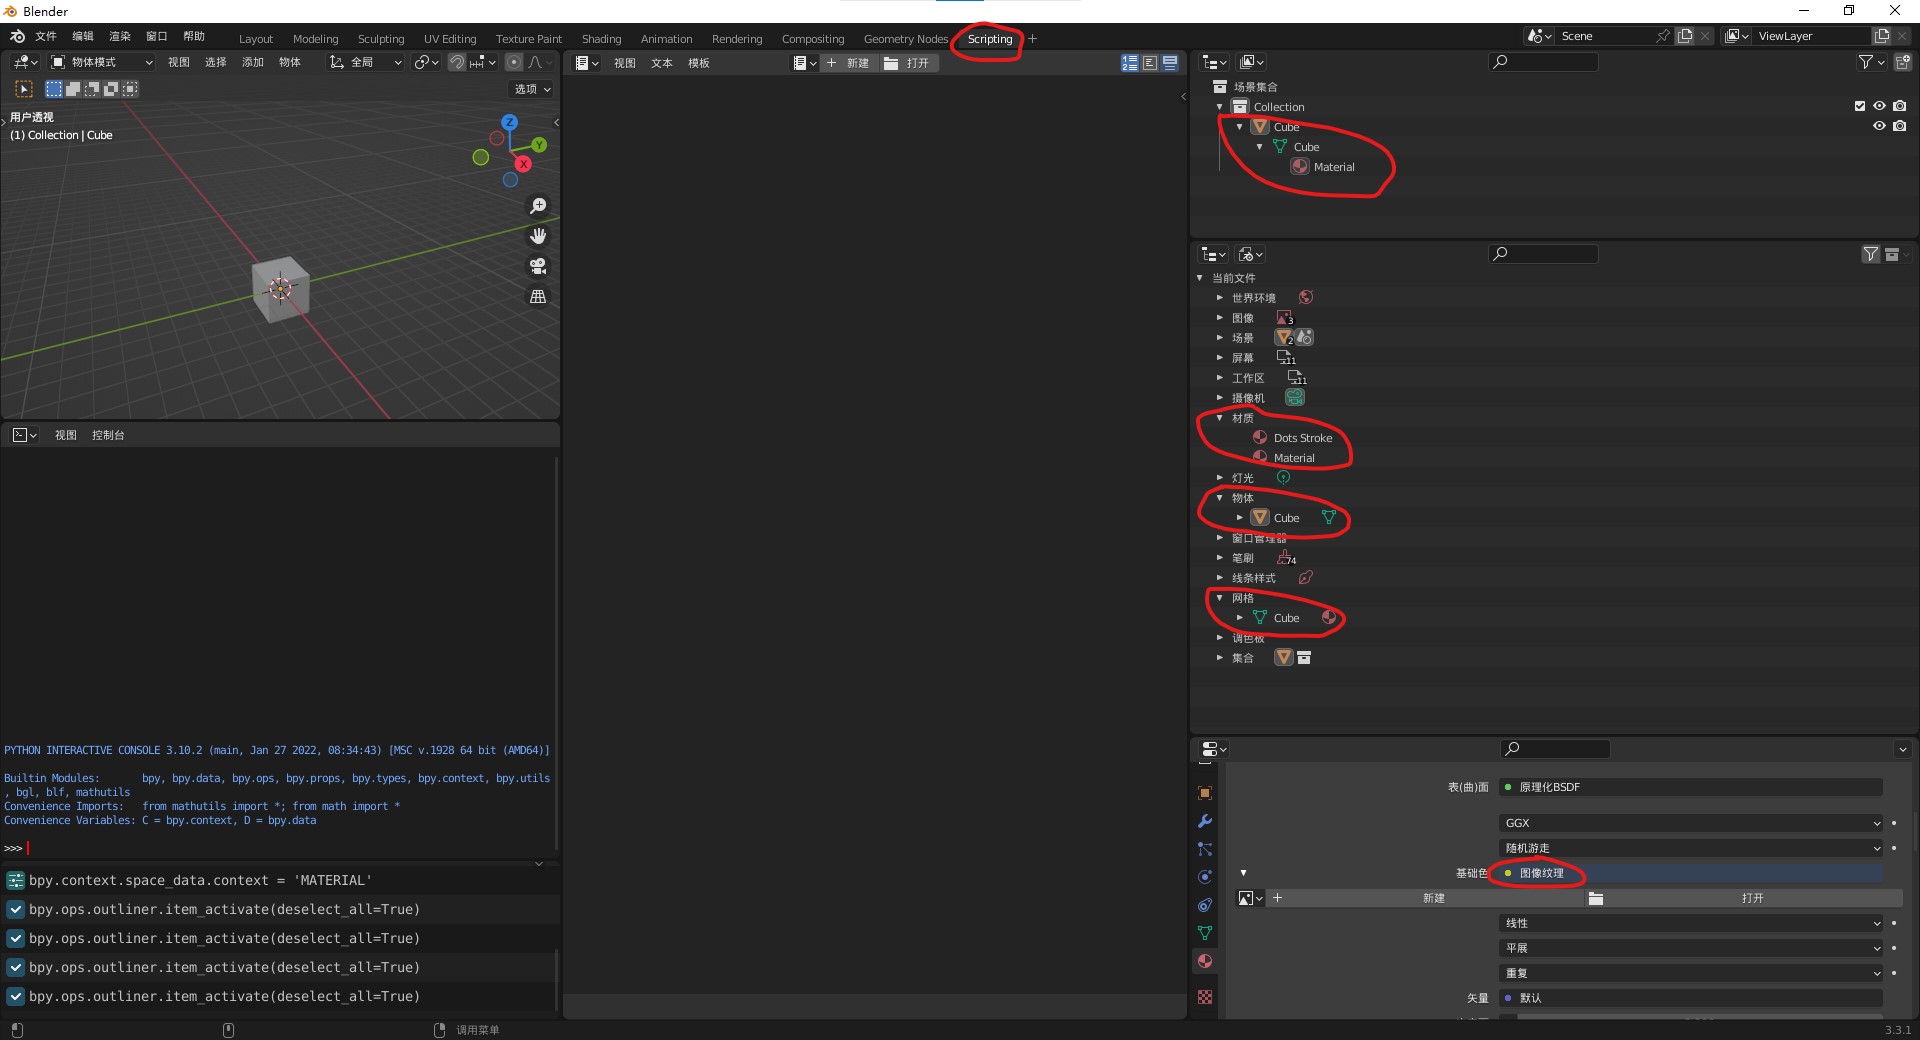 Blender
文件 编辑 渲染 窗口 帮助 Layout Modeling Sculpting UV Editing Texture Paint Shading Animation Rendering Compositing Geometry Nodes Scripting + Scene ViewLayer
物体模式 视图 选择 添加 物体 全局
选项
用户透视
(1) Collection | Cube
Z
Y
X
视图 文本 模板 新建 打开
场景集合
Collection
Cube
Cube
Material
当前文件
世界环境
图像 3
场景 2
屏幕 11
工作区 11
摄像机
材质
Dots Stroke
Material
灯光
物体
Cube
窗口管理器
笔刷 74
线条样式
网格
Cube
调色板
集合
视图 控制台
PYTHON INTERACTIVE CONSOLE 3.10.2 (main, Jan 27 2022, 08:34:43) [MSC v.1928 64 bit (AMD64)]
Builtin Modules: bpy, bpy.data, bpy.ops, bpy.props, bpy.types, bpy.context, bpy.utils
, bgl, blf, mathutils
Convenience Imports: from mathutils import *; from math import *
Convenience Variables: C = bpy.context, D = bpy.data
>>>
bpy.context.space_data.context = 'MATERIAL'
bpy.ops.outliner.item_activate(deselect_all=True)
bpy.ops.outliner.item_activate(deselect_all=True)
bpy.ops.outliner.item_activate(deselect_all=True)
bpy.ops.outliner.item_activate(deselect_all=True)
表(曲)面 原理化BSDF
GGX
随机游走
基础色 图像纹理
新建 打开
线性
平展
重复
矢量 默认
调用菜单
3.3.1